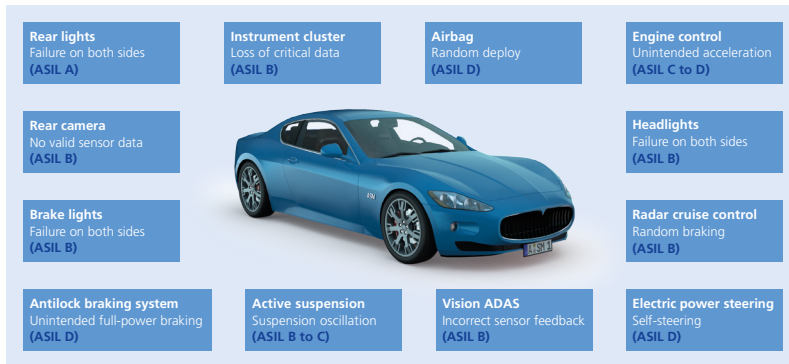 Rear lights
Failure on both sides
(ASIL A)
Instrument cluster
Loss of critical data
(ASIL B)
Airbag
Random deploy
(ASIL D)
Engine control
Unintended acceleration
(ASIL C to D)
Rear camera
No valid sensor data
(ASIL B)
Headlights
Failure on both sides
(ASIL B)
Brake lights
Failure on both sides
(ASIL B)
Radar cruise control
Random braking
(ASIL B)
A:SM 1
Antilock braking system
Unintended full-power braking
(ASIL D)
Active suspension
Suspension oscillation
(ASIL B to C)
Vision ADAS
Incorrect sensor feedback
(ASIL B)
Electric power steering
Self-steering
(ASIL D)